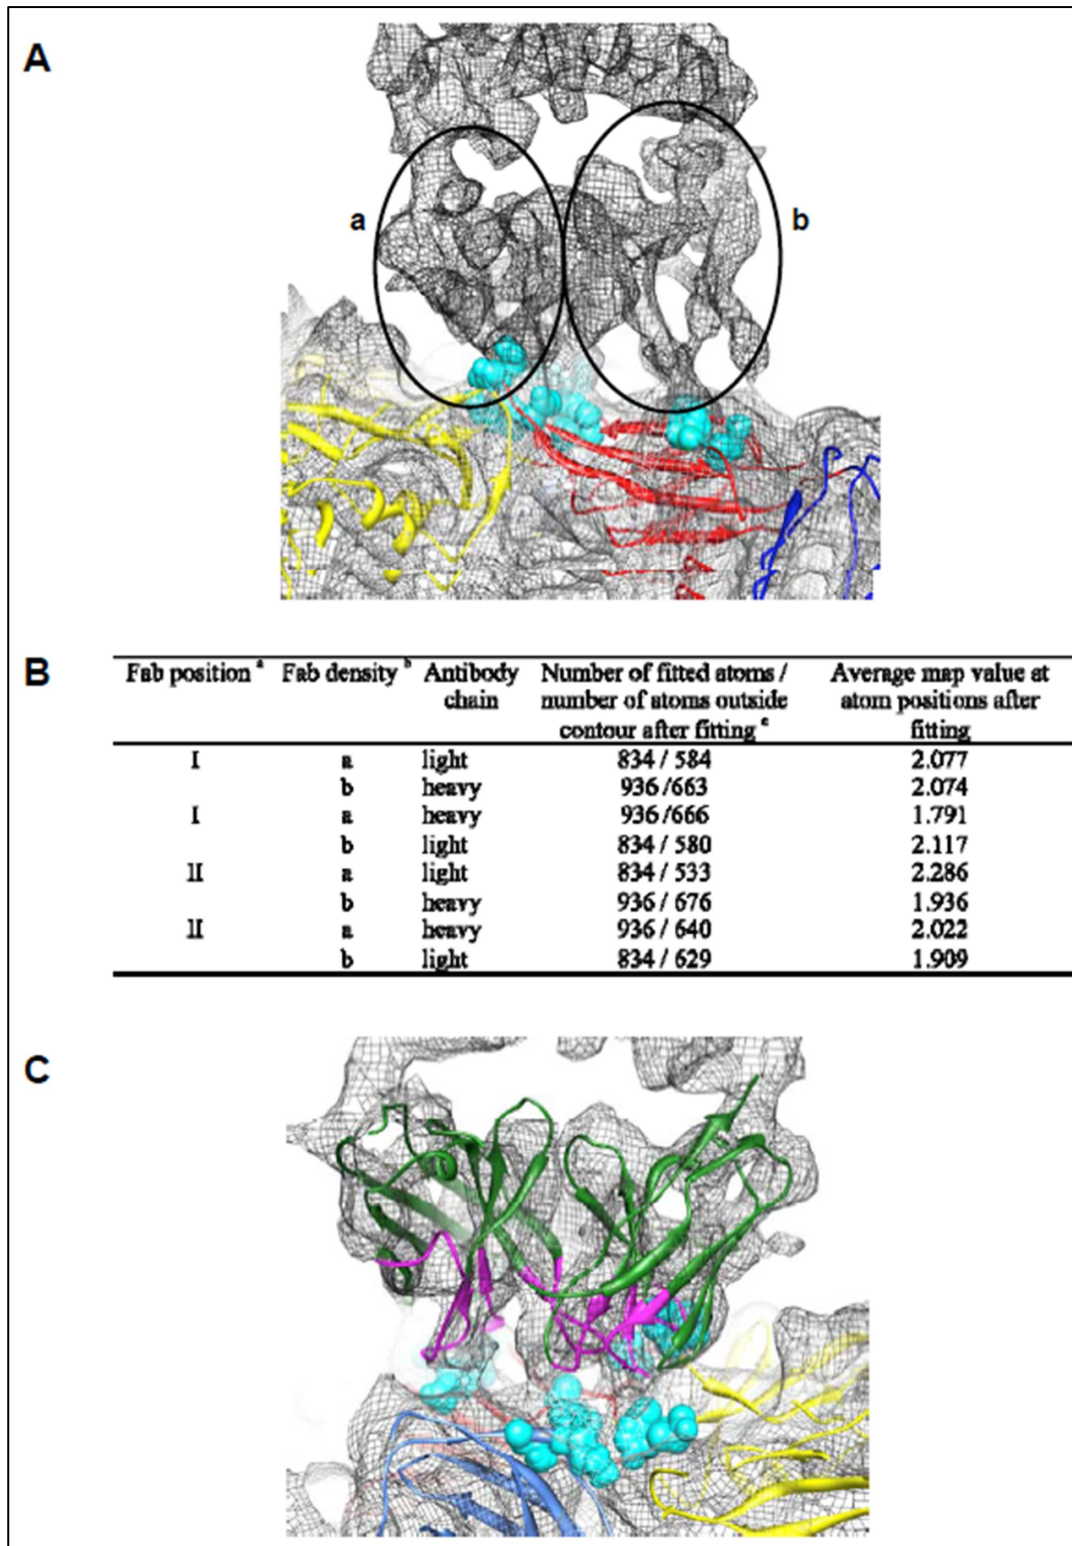 A
a
b
B
Fab position a Fab density b Antibody Number of fitted atoms / Average map value at
chain number of atoms outside atom positions after
contour after fitting c fitting
I a light 834 / 584 2.077
b heavy 936 /663 2.074
I a heavy 936 /666 1.791
b light 834 / 580 2.117
II a light 834 / 533 2.286
b heavy 936 / 676 1.936
II a heavy 936 / 640 2.022
b light 834 / 629 1.909
C